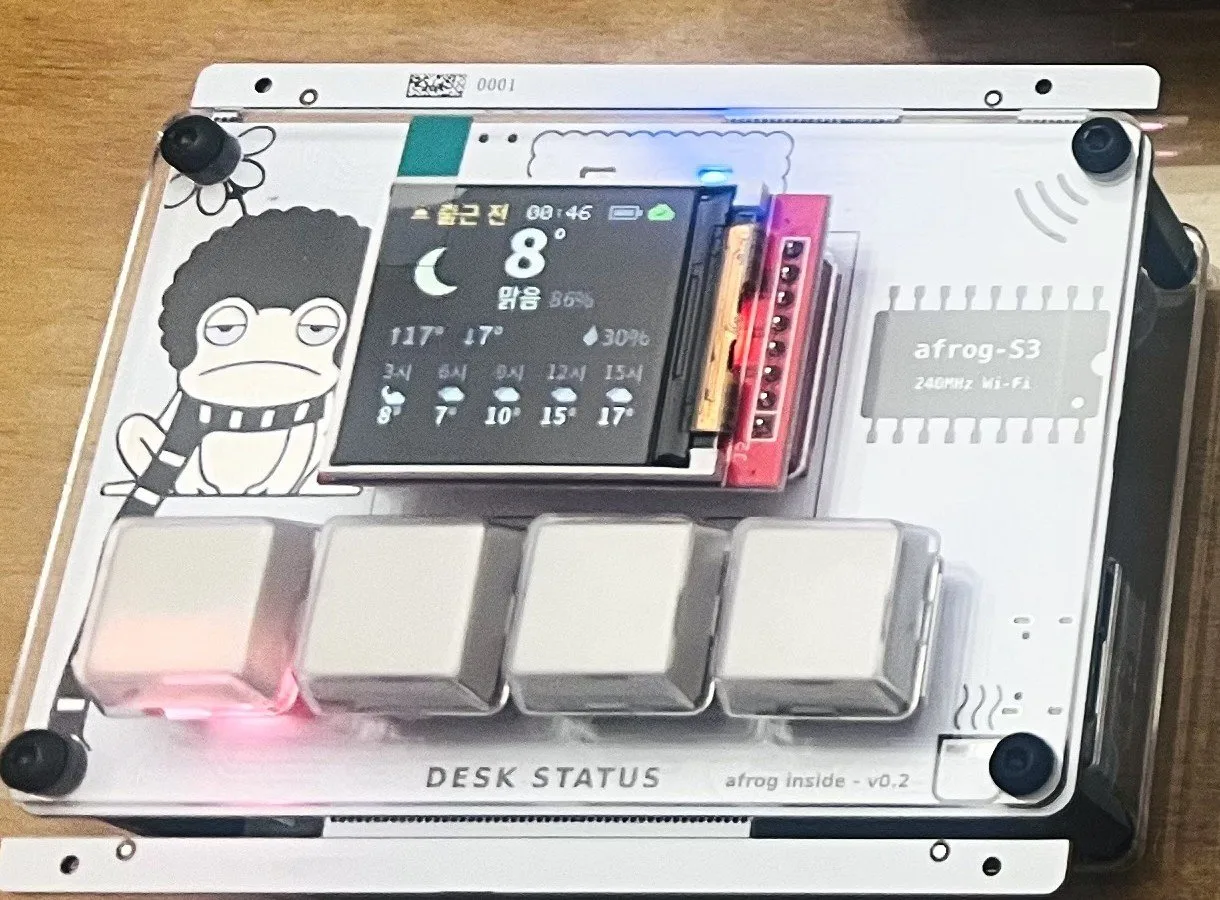 0001
출근 전 00:46
8°
맑음 86%
↑17° ↓7° 30%
3시 6시 9시 12시 15시
8° 7° 10° 15° 17°
afrog-S3
240MHz Wi-Fi
DESK STATUS
afrog inside - v0.2